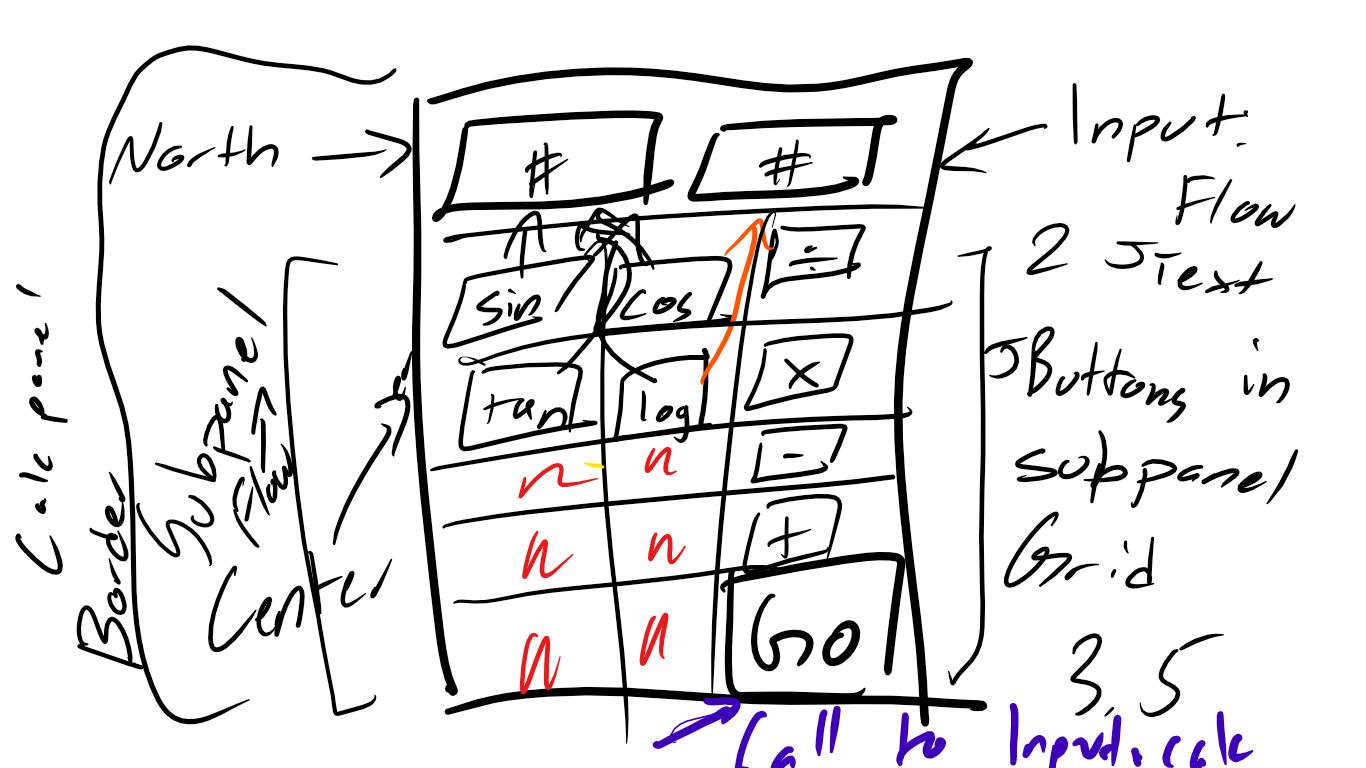 North
Input:
Flow
2 JText
JButtons in
subpanel
Grid
3,5
Calc panel
Border
Subpanel
Flow
Center
# #
sin cos ÷
tan log x
n n -
n n +
n n GO
Call to Input.calc